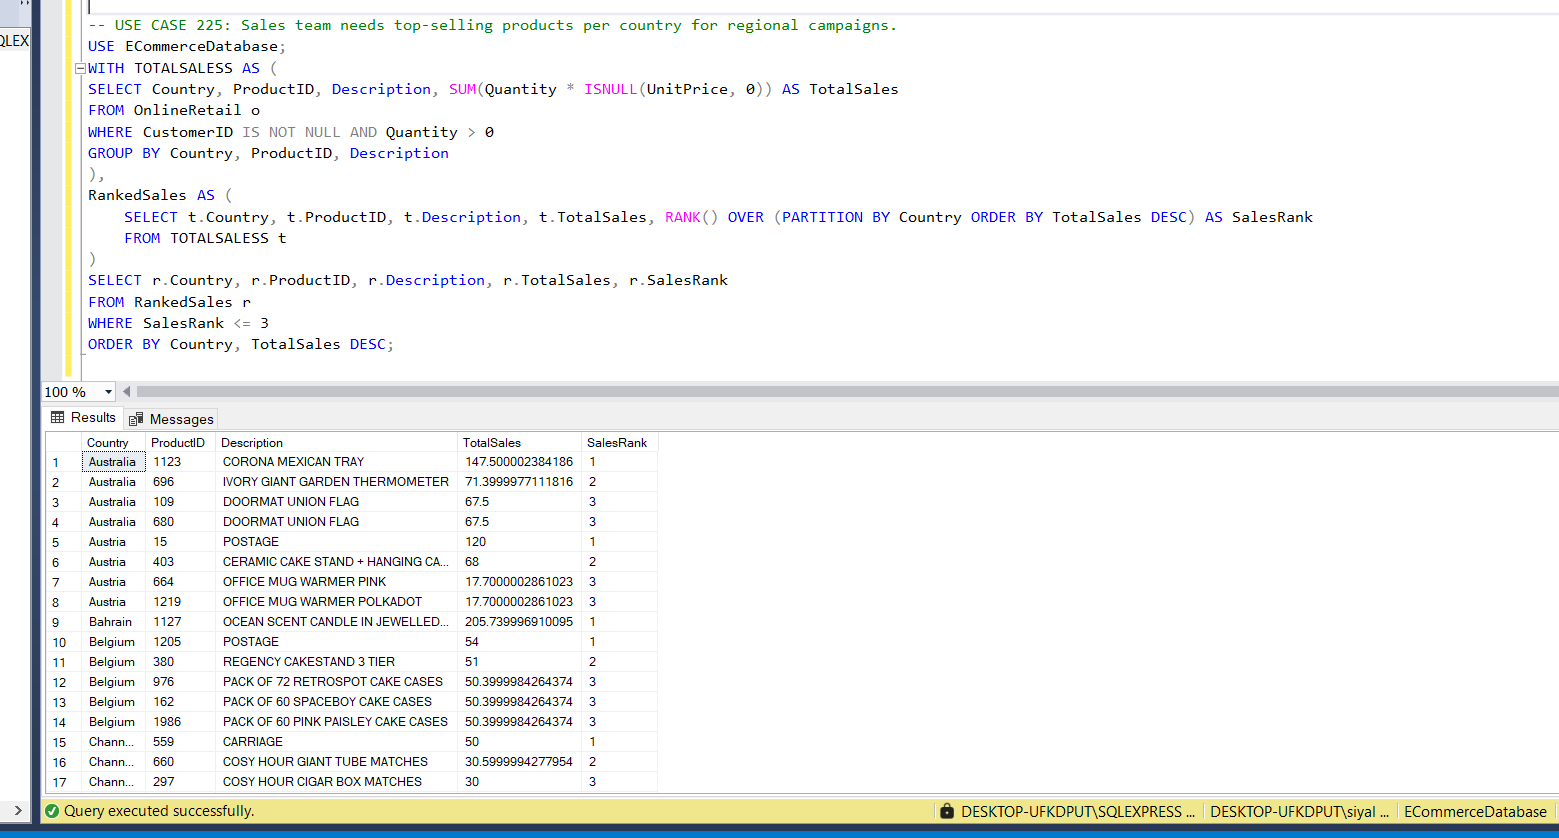 QLEX
-- USE CASE 225: Sales team needs top-selling products per country for regional campaigns.
USE ECommerceDatabase;
WITH TOTALSALESS AS (
SELECT Country, ProductID, Description, SUM(Quantity * ISNULL(UnitPrice, 0)) AS TotalSales
FROM OnlineRetail o
WHERE CustomerID IS NOT NULL AND Quantity > 0
GROUP BY Country, ProductID, Description
),
RankedSales AS (
SELECT t.Country, t.ProductID, t.Description, t.TotalSales, RANK() OVER (PARTITION BY Country ORDER BY TotalSales DESC) AS SalesRank
FROM TOTALSALESS t
)
SELECT r.Country, r.ProductID, r.Description, r.TotalSales, r.SalesRank
FROM RankedSales r
WHERE SalesRank <= 3
ORDER BY Country, TotalSales DESC;
100 %
Results Messages
Country ProductID Description TotalSales SalesRank
1 Australia 1123 CORONA MEXICAN TRAY 147.500002384186 1
2 Australia 696 IVORY GIANT GARDEN THERMOMETER 71.3999977111816 2
3 Australia 109 DOORMAT UNION FLAG 67.5 3
4 Australia 680 DOORMAT UNION FLAG 67.5 3
5 Austria 15 POSTAGE 120 1
6 Austria 403 CERAMIC CAKE STAND + HANGING CA... 68 2
7 Austria 664 OFFICE MUG WARMER PINK 17.7000002861023 3
8 Austria 1219 OFFICE MUG WARMER POLKADOT 17.7000002861023 3
9 Bahrain 1127 OCEAN SCENT CANDLE IN JEWELLED... 205.739996910095 1
10 Belgium 1205 POSTAGE 54 1
11 Belgium 380 REGENCY CAKESTAND 3 TIER 51 2
12 Belgium 976 PACK OF 72 RETROSPOT CAKE CASES 50.3999984264374 3
13 Belgium 162 PACK OF 60 SPACEBOY CAKE CASES 50.3999984264374 3
14 Belgium 1986 PACK OF 60 PINK PAISLEY CAKE CASES 50.3999984264374 3
15 Chann... 559 CARRIAGE 50 1
16 Chann... 660 COSY HOUR GIANT TUBE MATCHES 30.5999994277954 2
17 Chann... 297 COSY HOUR CIGAR BOX MATCHES 30 3
Query executed successfully. DESKTOP-UFKDPUT\SQLEXPRESS ... DESKTOP-UFKDPUT\siyal ... ECommerceDatabase